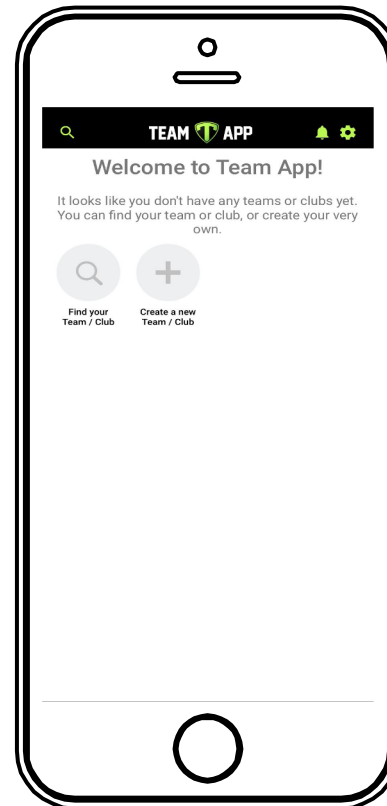 TEAM APP
Welcome to Team App!
It looks like you don't have any teams or clubs yet.
You can find your team or club, or create your very
own.
Find your
Team / Club
Create a new
Team / Club